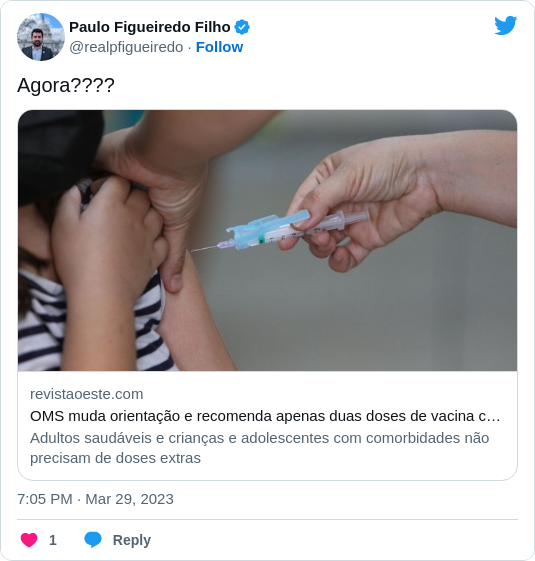 Paulo Figueiredo Filho
@realpfigueiredo · Follow
Agora????
revistaoeste.com
OMS muda orientação e recomenda apenas duas doses de vacina c…
Adultos saudáveis e crianças e adolescentes com comorbidades não
precisam de doses extras
7:05 PM · Mar 29, 2023
1 Reply